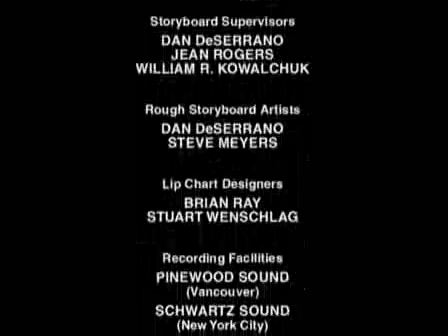 Storyboard Supervisors
DAN DeSERRANO
JEAN ROGERS
WILLIAM R. KOWALCHUK
Rough Storyboard Artists
DAN DeSERRANO
STEVE MEYERS
Lip Chart Designers
BRIAN RAY
STUART WENSCHLAG
Recording Facilities
PINEWOOD SOUND
(Vancouver)
SCHWARTZ SOUND
(New York City)